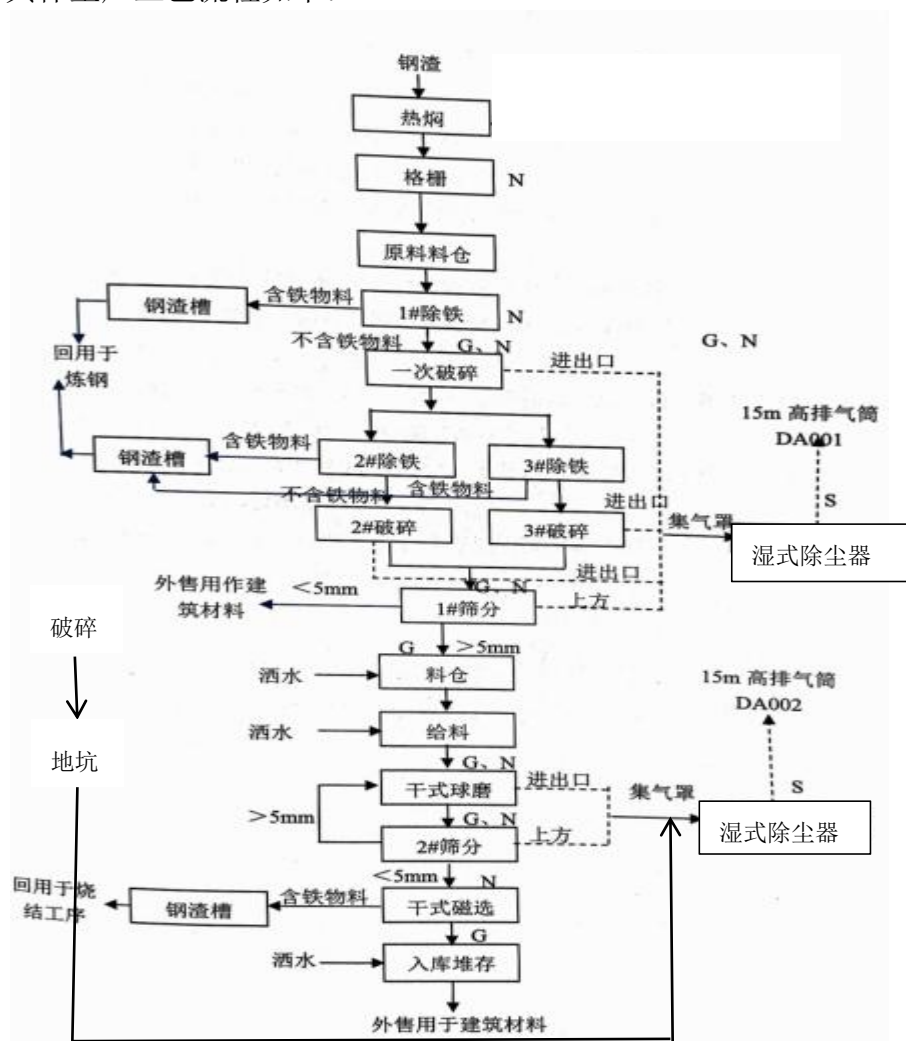 钢渣
热焖
格栅
N
原料料仓
钢渣槽
含铁物料
1#除铁
N
不含铁物料
G、N
G、N
回用于
炼钢
一次破碎
进出口
15m 高排气筒
DA001
钢渣槽
含铁物料
2#除铁
3#除铁
不含铁物料
含铁物料
进出口
S
2#破碎
3#破碎
集气罩
湿式除尘器
进出口
外售用作建
筑材料
＜5mm
G、N
1#筛分
上方
破碎
G
＞5mm
洒水
料仓
15m 高排气筒
DA002
地坑
洒水
给料
G、N
干式球磨
进出口
集气罩
S
＞5mm
G、N
2#筛分
上方
湿式除尘器
＜5mm
N
回用于烧
结工序
钢渣槽
含铁物料
干式磁选
G
洒水
入库堆存
外售用于建筑材料